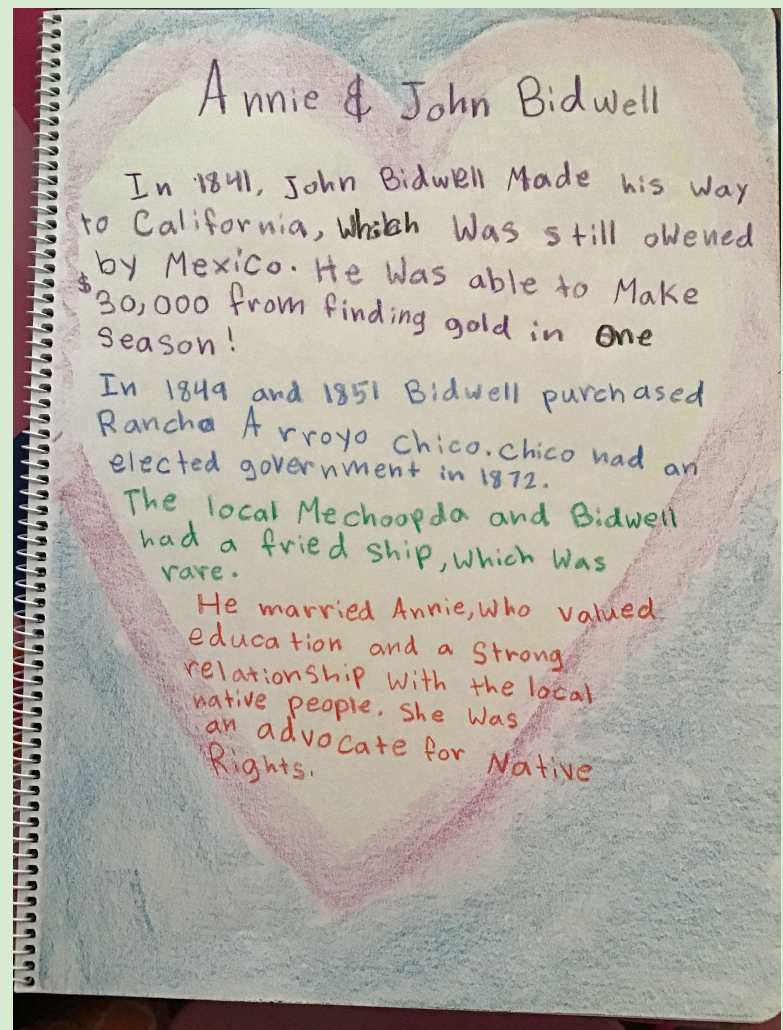 Annie & John Bidwell
In 1841, John Bidwell Made his way
to California, Which Was still owened
by Mexico. He Was able to Make
$30,000 from finding gold in One
Season!
In 1849 and 1851 Bidwell purchased
Rancho Arroyo Chico. Chico had an
elected government in 1872.
The local Mechoopda and Bidwell
had a fried ship, which Was
rare.
He married Annie, Who valued
education and a Strong
relationship With the local
native people. She Was
an advocate for Native
Rights.